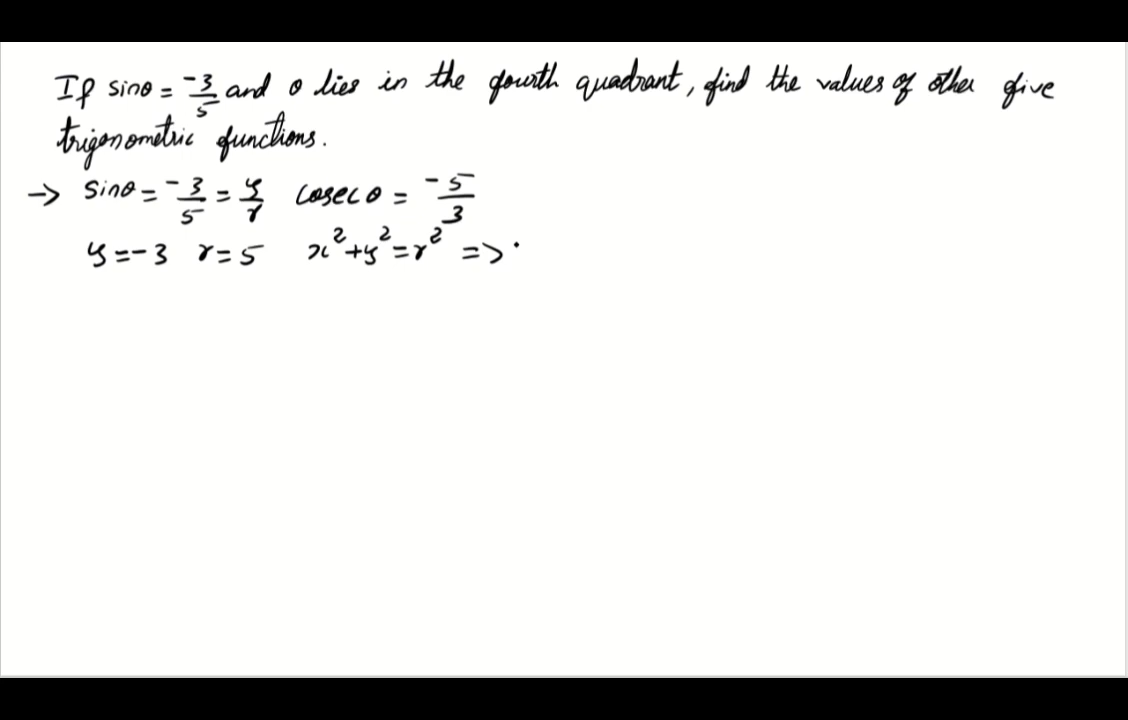 If sinθ = -3/5 and θ lies in the fourth quadrant, find the values of other five
trigonometric functions.
→ sinθ = -3/5 = y/r cosecθ = -5/3
y = -3 r = 5 x² + y² = r² =>